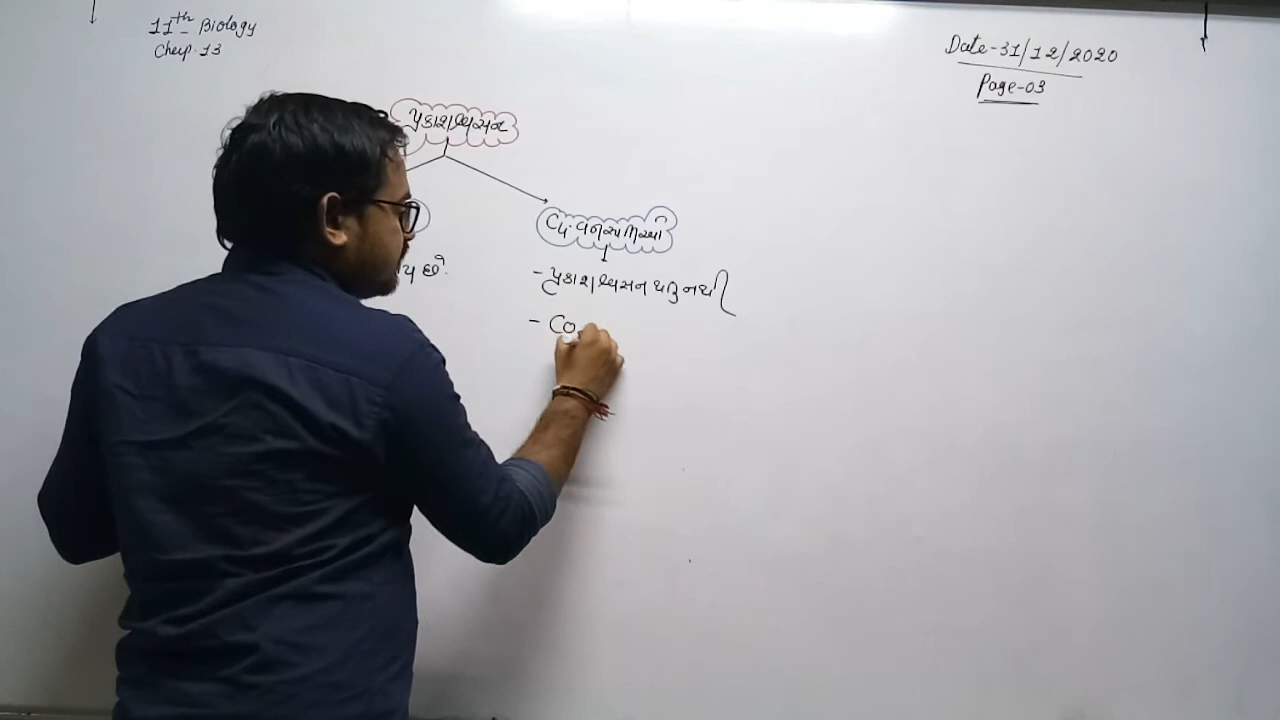 11th Biology
Chep-13
Date-31/12/2020
Page-03
પ્રકાશશ્વસન
C4-વનસ્પતિઓ
ય છે.
- પ્રકાશશ્વસન થતુ નથી
- CO